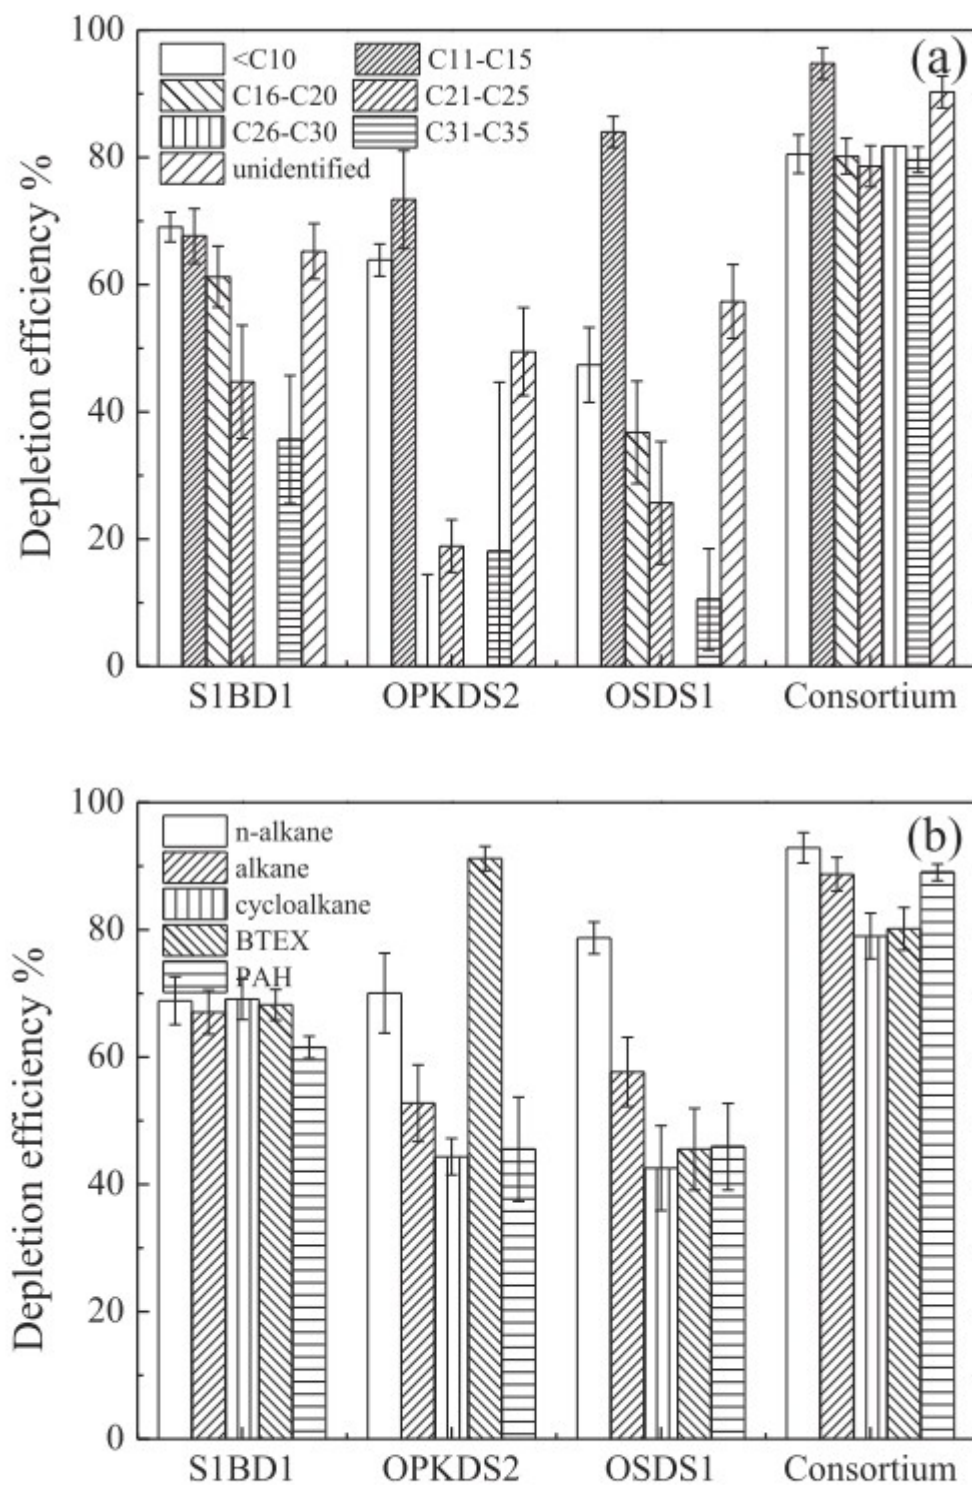 100
(a)
<C10 C11-C15
C16-C20 C21-C25
80
C26-C30 C31-C35
unidentified
60
40
20
0
Depletion efficiency %
S1BD1 OPKDS2 OSDS1 Consortium
100
(b)
n-alkane
alkane
cycloalkane
80
BTEX
PAH
60
40
20
0
Depletion efficiency %
S1BD1 OPKDS2 OSDS1 Consortium